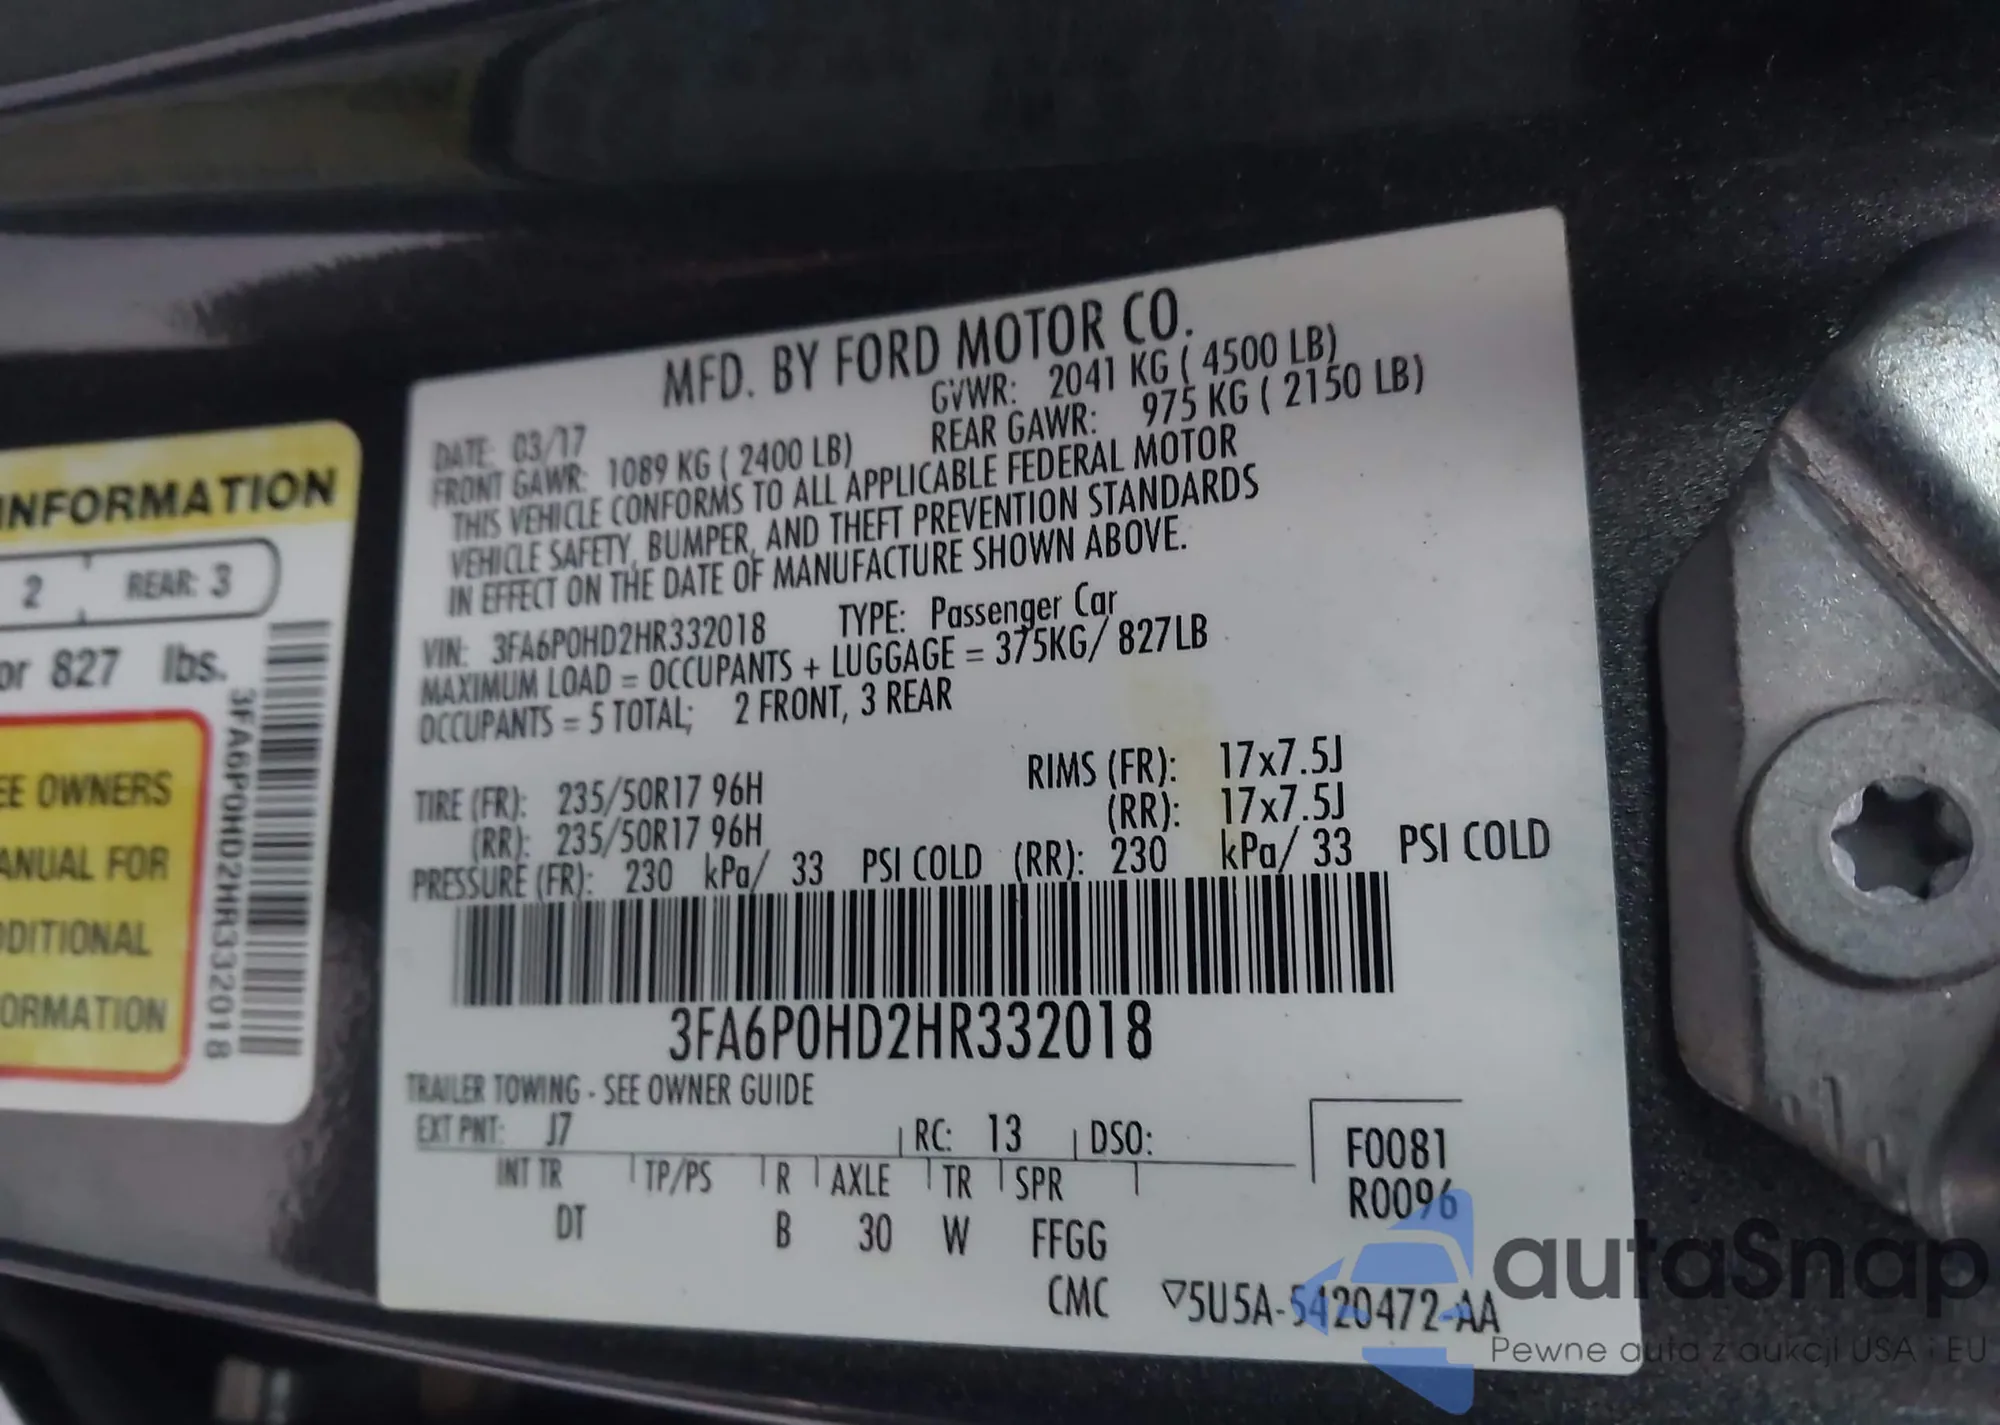 MFD. BY FORD MOTOR CO.
DATE: 03/17 GVWR: 2041 KG ( 4500 LB)
FRONT GAWR: 1089 KG ( 2400 LB) REAR GAWR: 975 KG ( 2150 LB)
THIS VEHICLE CONFORMS TO ALL APPLICABLE FEDERAL MOTOR
VEHICLE SAFETY, BUMPER, AND THEFT PREVENTION STANDARDS
IN EFFECT ON THE DATE OF MANUFACTURE SHOWN ABOVE.
VIN: 3FA6P0HD2HR332018 TYPE: Passenger Car
MAXIMUM LOAD = OCCUPANTS + LUGGAGE = 375KG/ 827LB
OCCUPANTS = 5 TOTAL; 2 FRONT, 3 REAR
TIRE (FR): 235/50R17 96H RIMS (FR): 17x7.5J
(RR): 235/50R17 96H (RR): 17x7.5J
PRESSURE (FR): 230 kPa/ 33 PSI COLD (RR): 230 kPa/ 33 PSI COLD
3FA6P0HD2HR332018
TRAILER TOWING - SEE OWNER GUIDE
EXT PNT: J7 RC: 13 DSO:
INT TR TP/PS R AXLE TR SPR
DT B 30 W FFGG
F0081
R0096
CMC ▽5U5A-5420472-AA
INFORMATION
2 REAR: 3
or 827 lbs.
EE OWNERS
ANUAL FOR
DDITIONAL
ORMATION
3FA6P0HD2HR332018
autaSnap
Pewne auta z aukcji USA i EU